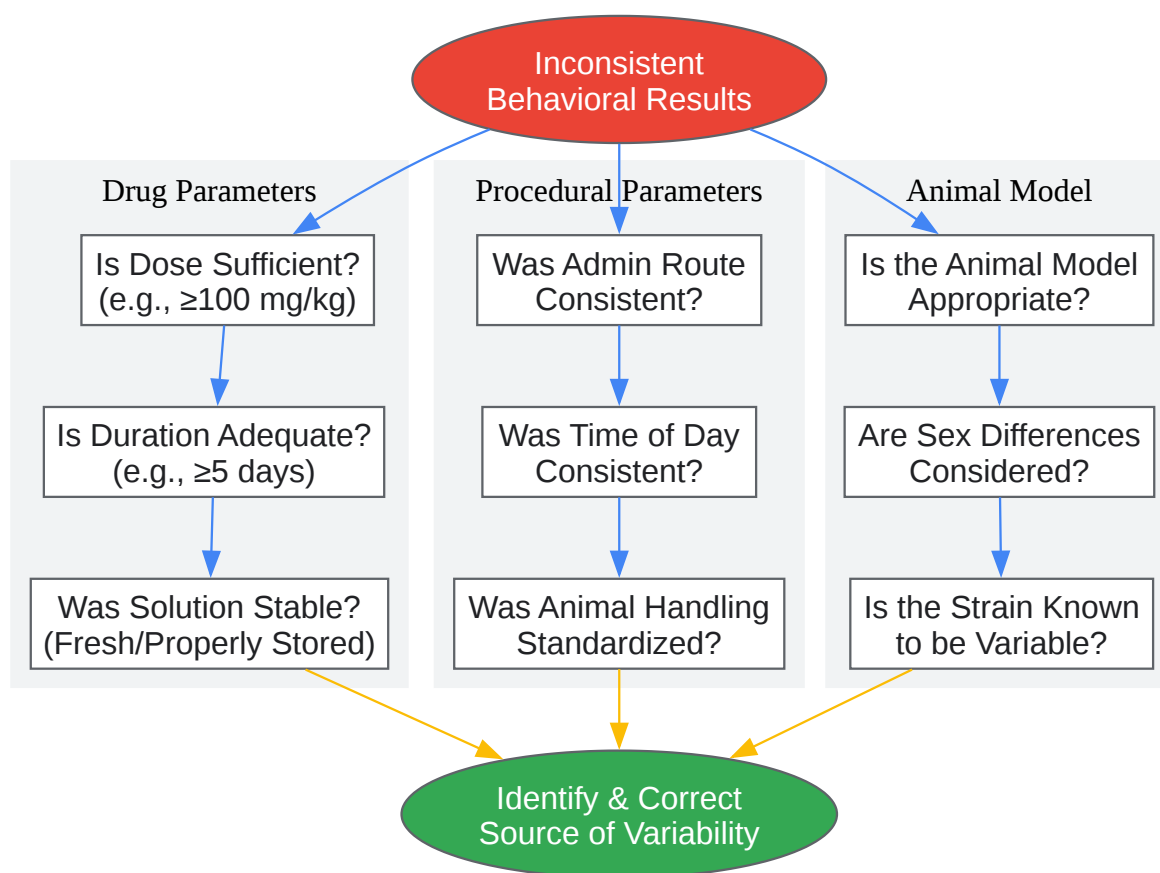 Inconsistent
Behavioral Results
Drug Parameters
Is Dose Sufficient?
(e.g., ≥100 mg/kg)
Is Duration Adequate?
(e.g., ≥5 days)
Was Solution Stable?
(Fresh/Properly Stored)
Procedural Parameters
Was Admin Route
Consistent?
Was Time of Day
Consistent?
Was Animal Handling
Standardized?
Animal Model
Is the Animal Model
Appropriate?
Are Sex Differences
Considered?
Is the Strain Known
to be Variable?
Identify & Correct
Source of Variability